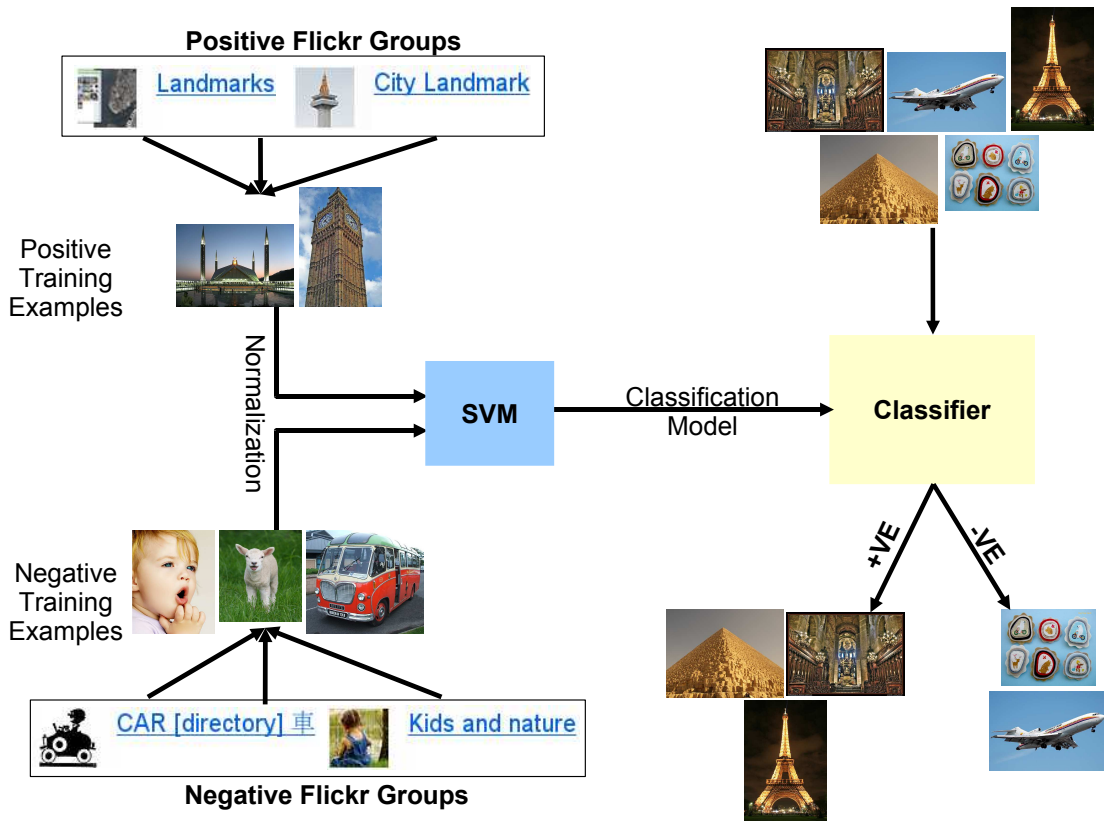 Positive Flickr Groups
Landmarks
City Landmark
Positive
Training
Examples
Normalization
SVM
Classification
Model
Classifier
+VE
-VE
Negative
Training
Examples
CAR [directory] 車
Kids and nature
Negative Flickr Groups